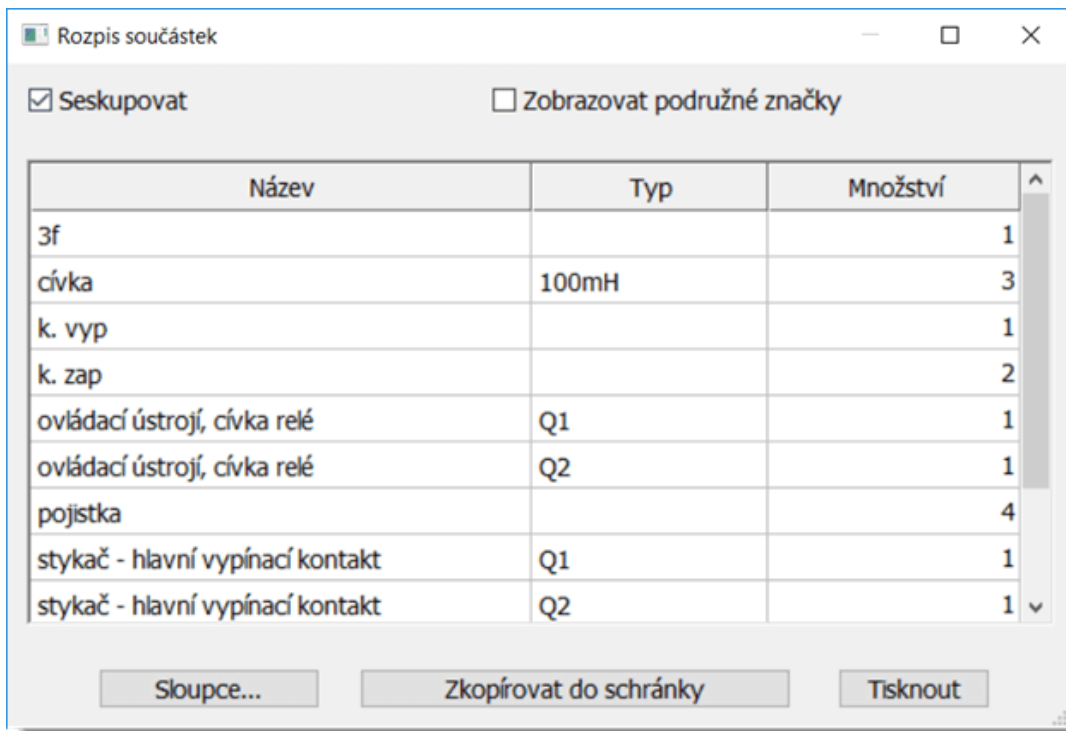 Rozpis součástek
Seskupovat Zobrazovat podružné značky
Název Typ Množství
3f 1
cívka 100mH 3
k. vyp 1
k. zap 2
ovládací ústrojí, cívka relé Q1 1
ovládací ústrojí, cívka relé Q2 1
pojistka 4
stykač - hlavní vypínací kontakt Q1 1
stykač - hlavní vypínací kontakt Q2 1
Sloupce... Zkopírovat do schránky Tisknout